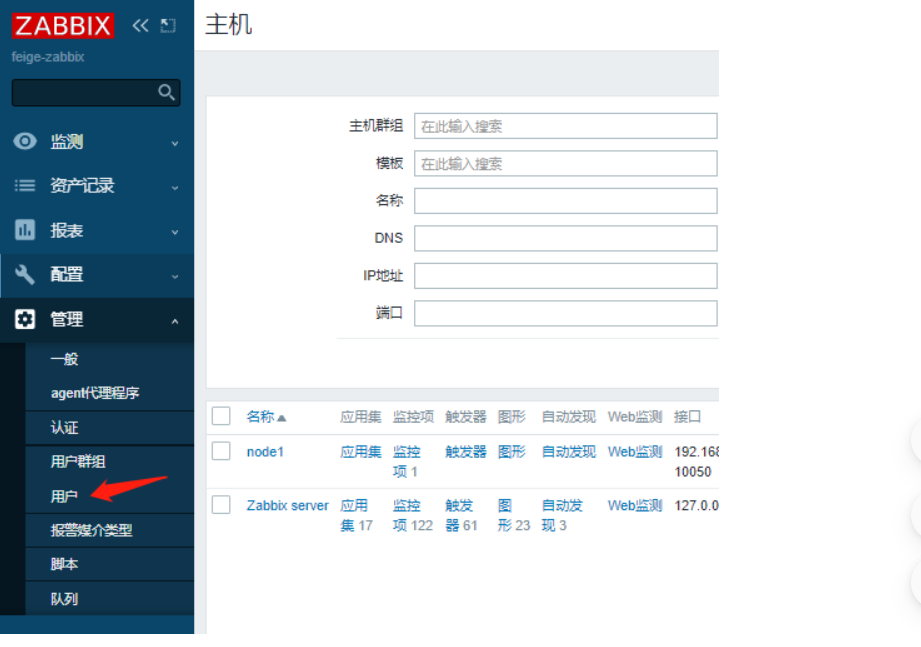 ZABBIX
feige-zabbix
监测
资产记录
报表
配置
管理
一般
agent代理程序
认证
用户群组
用户
报警媒介类型
脚本
队列
主机
主机群组 在此输入搜索
模板 在此输入搜索
名称
DNS
IP地址
端口
名称 应用集 监控项 触发器 图形 自动发现 Web监测 接口
node1 应用集 监控 触发器 图形 自动发现 Web监测 192.168
项 1 10050
Zabbix server 应用 监控 触发 图 自动发 Web监测 127.0.0
集 17 项 122 器 61 形 23 现 3